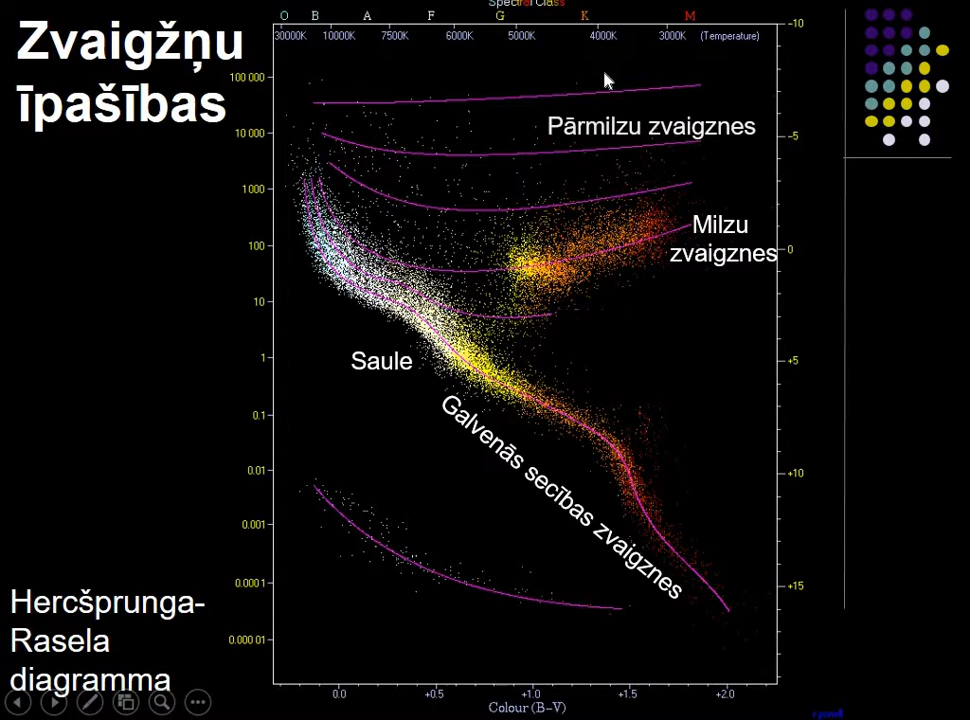 Zvaigžņu
īpašības
Spectral Class
O B A F G K M
30000K 10000K 7500K 6000K 5000K 4000K 3000K (Temperature)
-10
100 000
Pārmilzu zvaigznes
10 000
-5
1 000
Milzu
zvaigznes
100
0
10
1
Saule
+5
0.1
Galvenās secības zvaigznes
0.01
+10
0.001
0.0001
+15
0.000 01
Hercšprunga-
Rasela
diagramma
0.0 +0.5 +1.0 +1.5 +2.0
Colour (B-V)